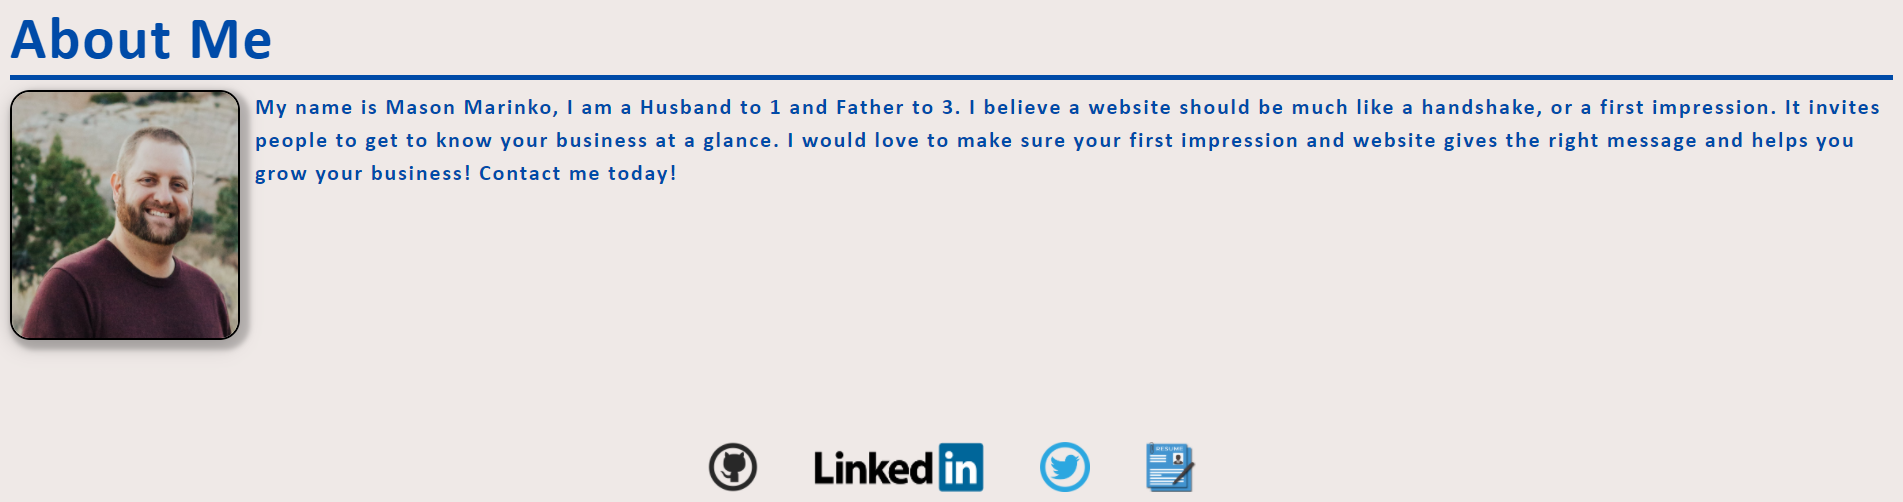 About Me
My name is Mason Marinko, I am a Husband to 1 and Father to 3. I believe a website should be much like a handshake, or a first impression. It invites
people to get to know your business at a glance. I would love to make sure your first impression and website gives the right message and helps you
grow your business! Contact me today!
Linked in
RESUME